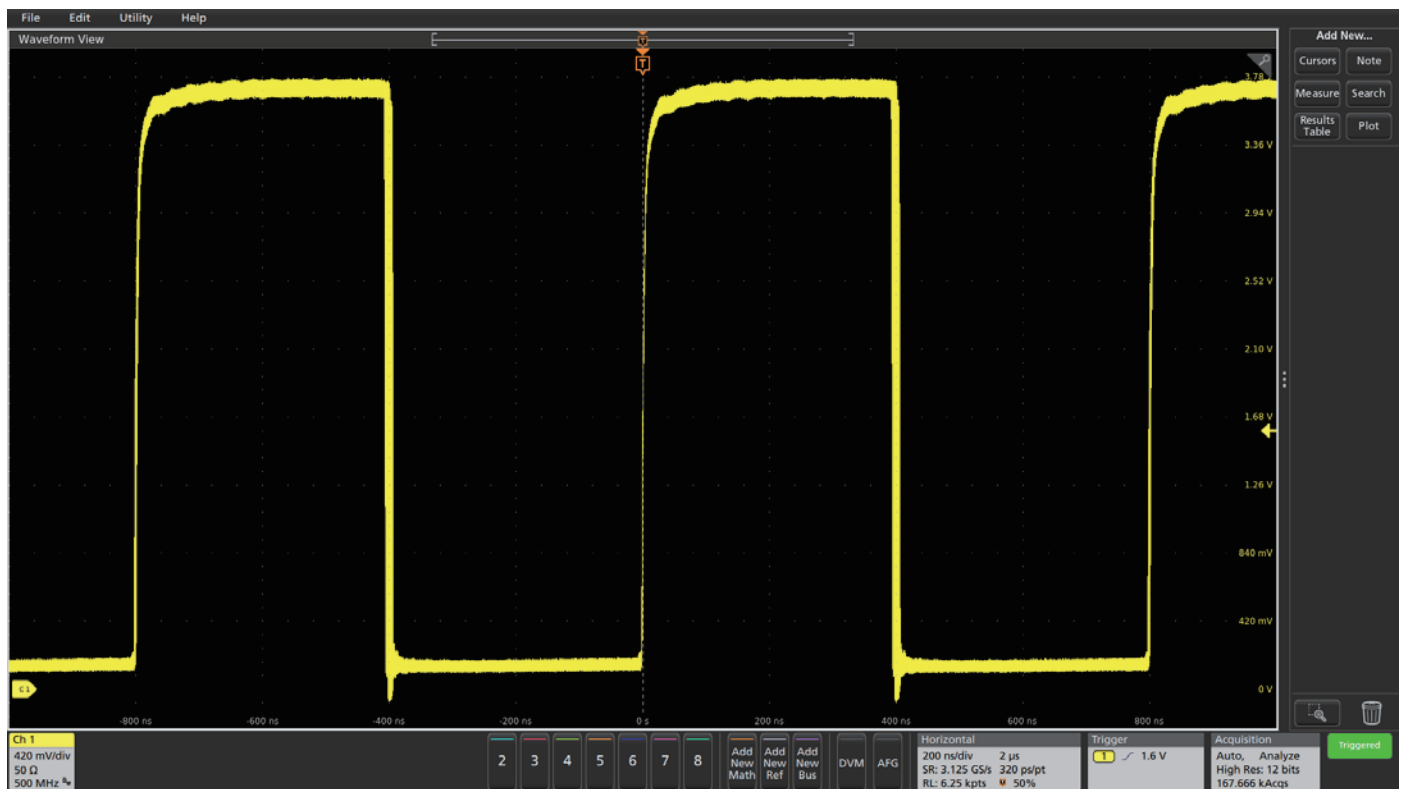 File Edit Utility Help
Waveform View
Add New...
T
T
Cursors Note
3.78
Measure Search
Results Table Plot
3.36 V
2.94 V
2.52 V
2.10 V
1.68 V
1.26 V
840 mV
420 mV
C1
0 V
-800 ns -600 ns -400 ns -200 ns 0 s 200 ns 400 ns 600 ns 800 ns
Ch 1
420 mV/div
50 Ω
500 MHz
2 3 4 5 6 7 8
Add New Math
Add New Ref
Add New Bus
DVM AFG
Horizontal
200 ns/div 2 µs
SR: 3.125 GS/s 320 ps/pt
RL: 6.25 kpts 50%
Trigger
1 1.6 V
Acquisition
Auto, Analyze
High Res: 12 bits
167.666 kAcqs
Triggered